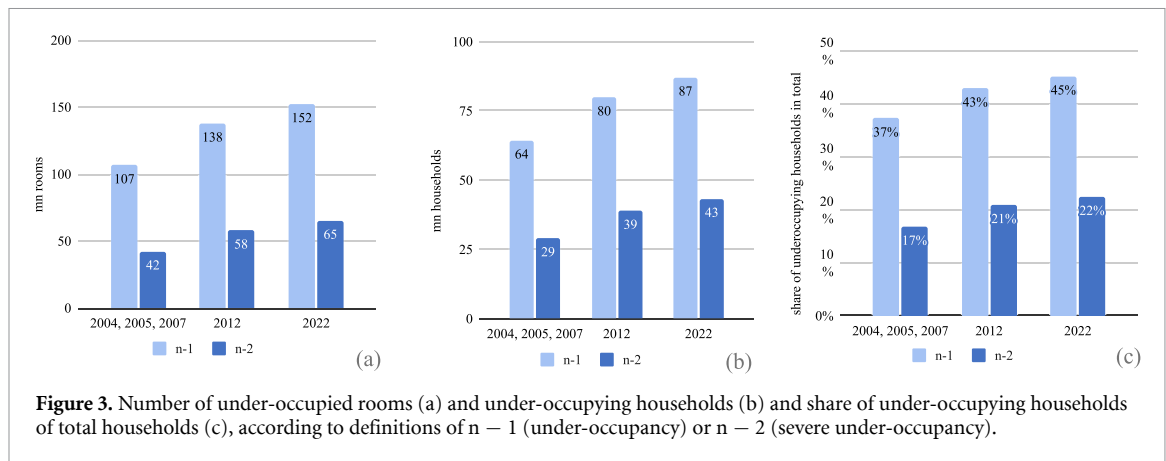 200
150
100
50
0
mn rooms
107
42
138
58
152
65
2004, 2005, 2007
2012
2022
n-1
n-2
(a)
100
75
50
25
0
mn households
64
29
80
39
87
43
2004, 2005, 2007
2012
2022
n-1
n-2
(b)
50
%
40
%
30
%
20
%
10
%
0%
share of underoccupying households in total
37%
17%
43%
21%
45%
22%
2004, 2005, 2007
2012
2022
n-1
n-2
(c)
Figure 3. Number of under-occupied rooms (a) and under-occupying households (b) and share of under-occupying households
of total households (c), according to definitions of n − 1 (under-occupancy) or n − 2 (severe under-occupancy).